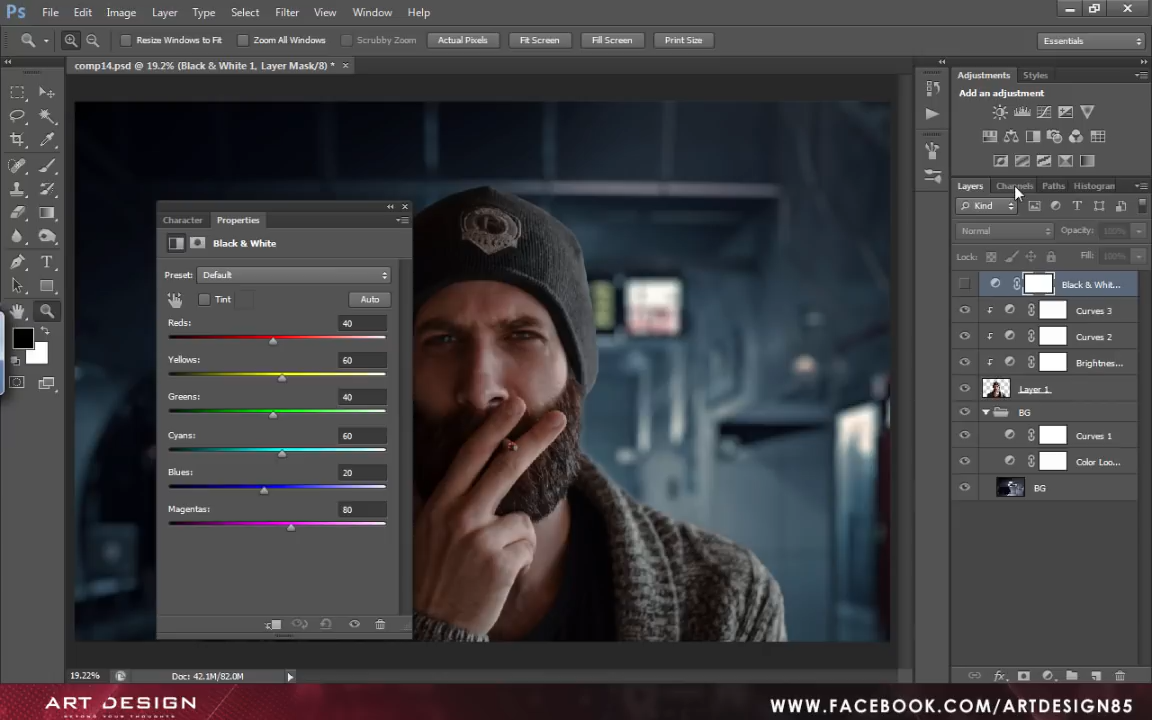 Ps File Edit Image Layer Type Select Filter View Window Help
Resize Windows to Fit Zoom All Windows Scrubby Zoom Actual Pixels Fit Screen Fill Screen Print Size Essentials
comp14.psd @ 19.2% (Black & White 1, Layer Mask/8) *
Adjustments Styles
Add an adjustment
Layers Channels Paths Histogram
Kind
Normal Opacity: 100%
Lock: Fill: 100%
Black & Whit...
Curves 3
Curves 2
Brightnes...
Layer 1
BG
Curves 1
Color Loo...
BG
Character Properties
Black & White
Preset: Default
Tint Auto
Reds: 40
Yellows: 60
Greens: 40
Cyans: 60
Blues: 20
Magentas: 80
19.22% Doc: 42.1M/82.0M
ART DESIGN
BEYOND YOUR THOUGHTS
WWW.FACEBOOK.COM/ARTDESIGN85